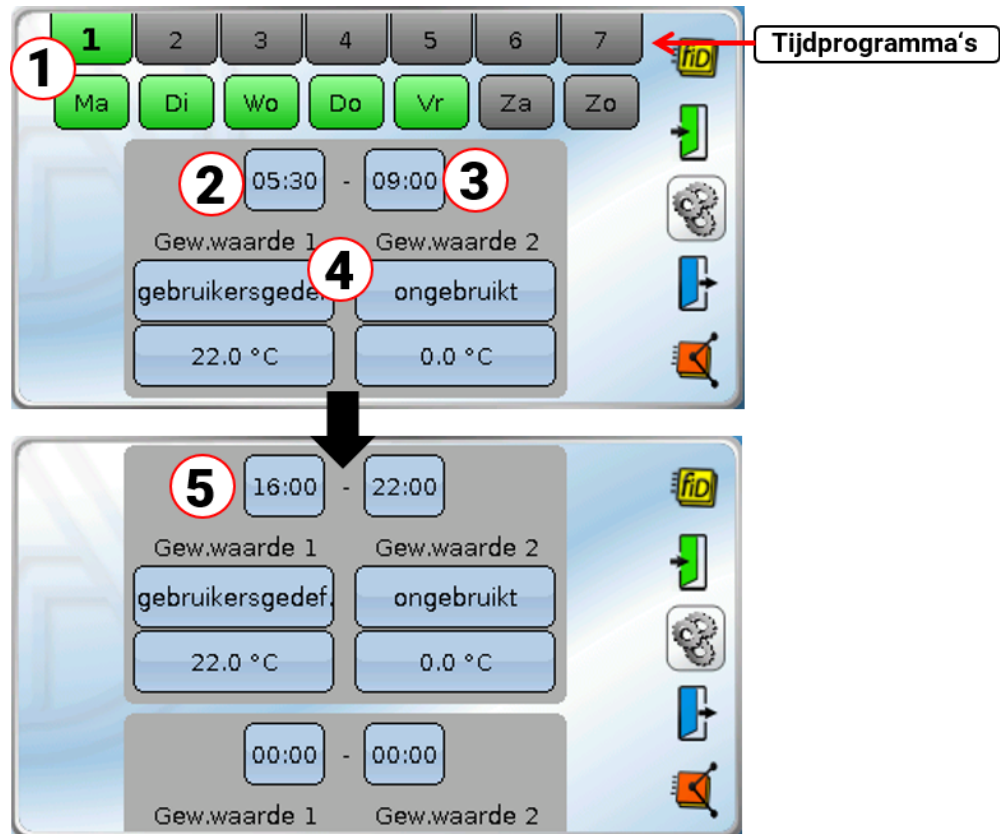 1 2 3 4 5 6 7
Tijdprogramma's
fiD
1
Ma Di Wo Do Vr Za Zo
2 05:30 - 09:00 3
Gew.waarde 1 Gew.waarde 2
4
gebruikersgedef. ongebruikt
22.0 °C 0.0 °C
5 16:00 - 22:00
fiD
Gew.waarde 1 Gew.waarde 2
gebruikersgedef. ongebruikt
22.0 °C 0.0 °C
00:00 - 00:00
Gew.waarde 1 Gew.waarde 2